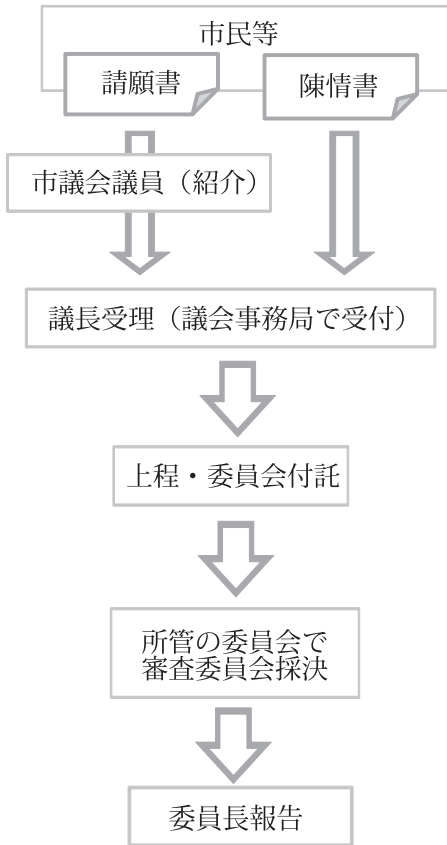 市民等
請願書
陳情書
市議会議員（紹介）
議長受理（議会事務局で受付）
上程・委員会付託
所管の委員会で
審査委員会採決
委員長報告